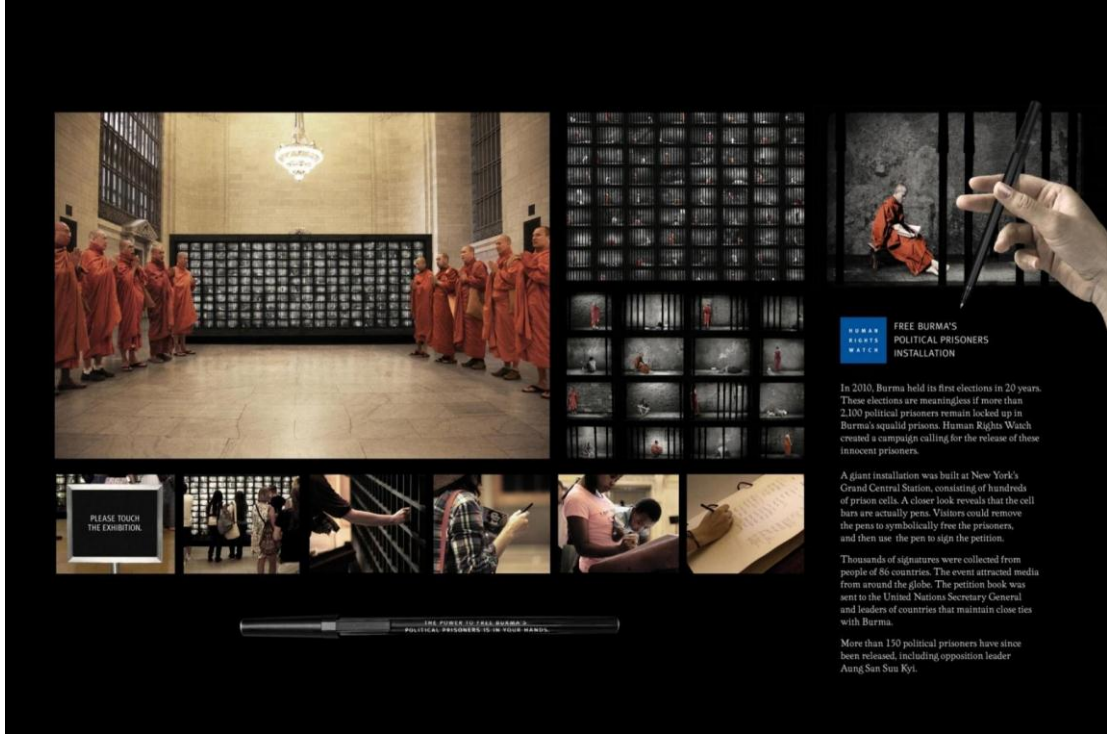 PLEASE TOUCH
THE EXHIBITION.
THE POWER TO FREE BURMA'S
POLITICAL PRISONERS IS IN YOUR HANDS.
HUMAN
RIGHTS
WATCH
FREE BURMA'S
POLITICAL PRISONERS
INSTALLATION
In 2010, Burma held its first elections in 20 years.
These elections are meaningless if more than
2,100 political prisoners remain locked up in
Burma's squalid prisons. Human Rights Watch
created a campaign calling for the release of these
innocent prisoners.
A giant installation was built at New York's
Grand Central Station, consisting of hundreds
of prison cells. A closer look reveals that the cell
bars are actually pens. Visitors could remove
the pens to symbolically free the prisoners,
and then use the pen to sign the petition.
Thousands of signatures were collected from
people of 86 countries. The event attracted media
from around the globe. The petition book was
sent to the United Nations Secretary General
and leaders of countries that maintain close ties
with Burma.
More than 150 political prisoners have since
been released, including opposition leader
Aung San Suu Kyi.